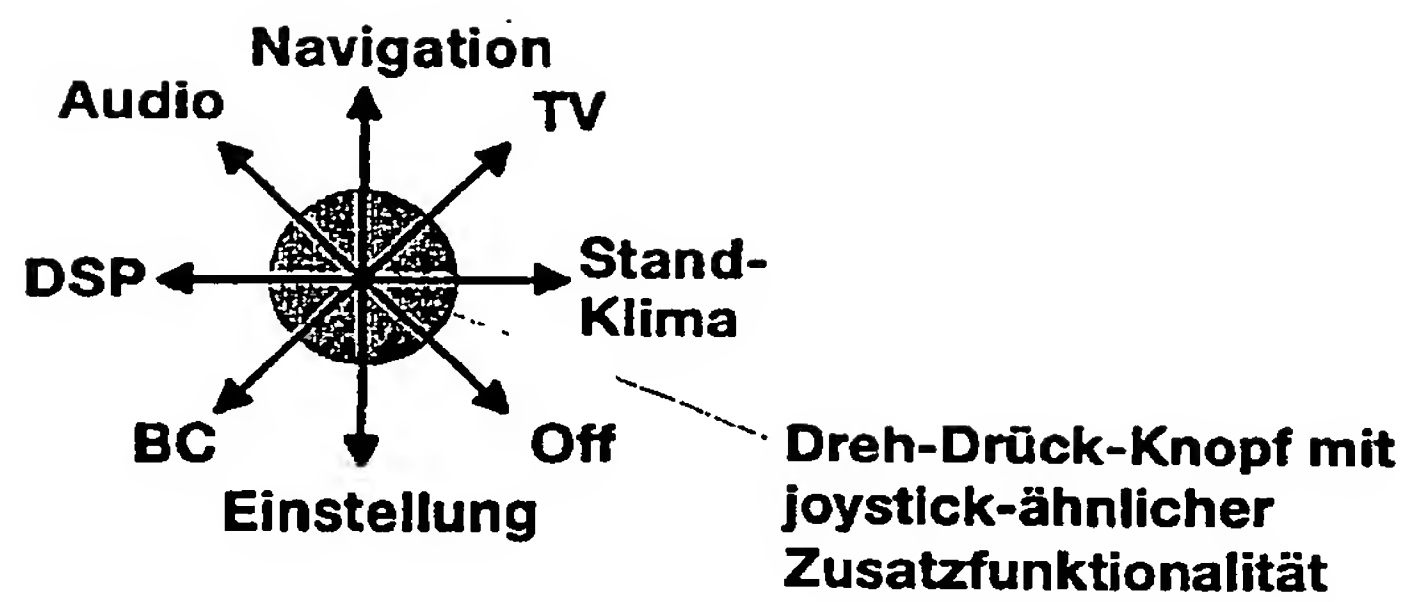 Navigation
Audio
TV
DSP
Stand-
Klima
BC
Off
Einstellung
Dreh-Drück-Knopf mit
joystick-ähnlicher
Zusatzfunktionalität